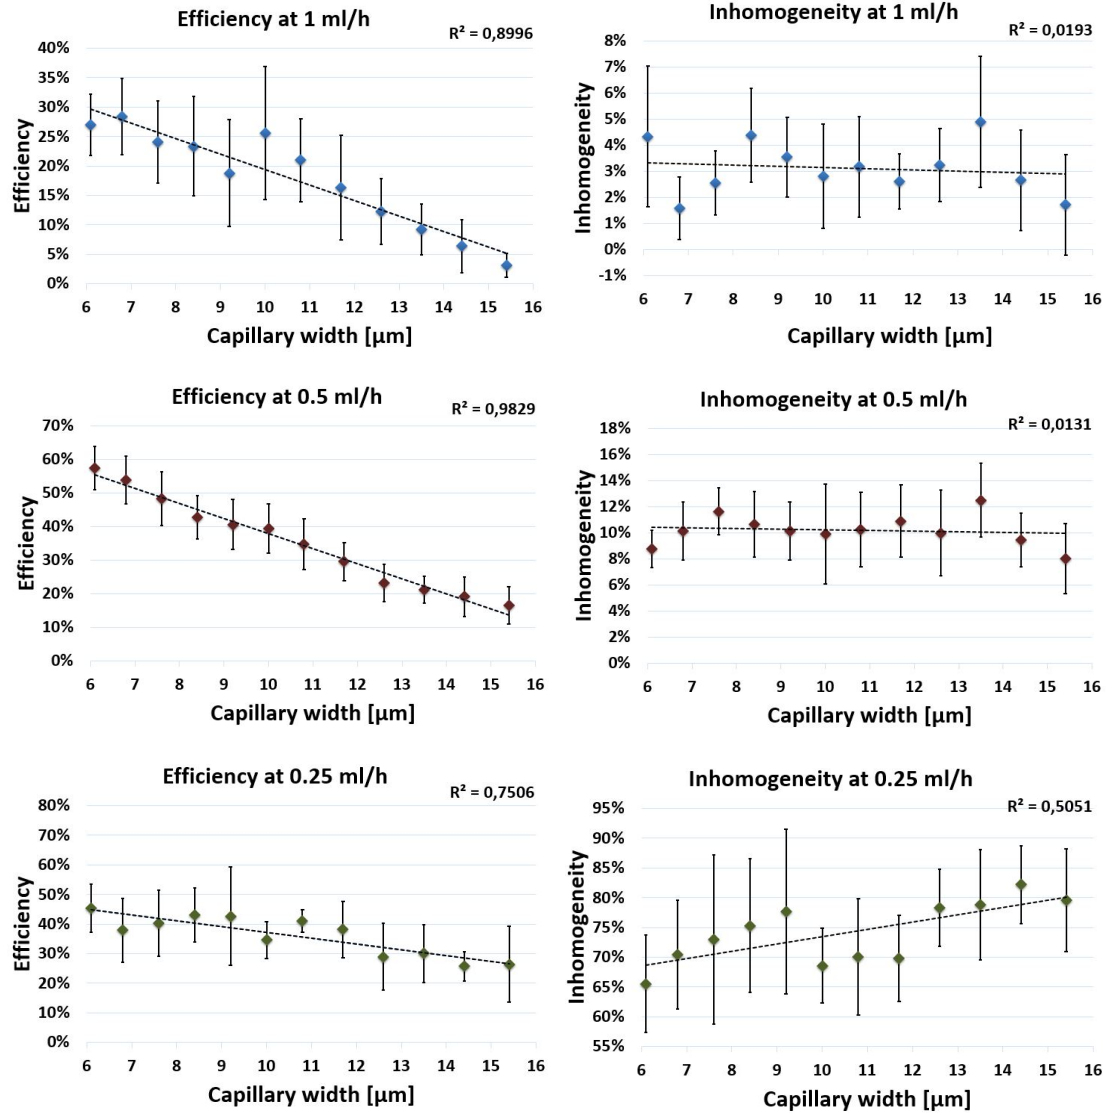 Efficiency at 1 ml/h
R² = 0,8996
40%
35%
30%
25%
20%
15%
10%
5%
0%
Efficiency
6 7 8 9 10 11 12 13 14 15 16
Capillary width [µm]
Inhomogeneity at 1 ml/h
R² = 0,0193
8%
7%
6%
5%
4%
3%
2%
1%
0%
-1%
Inhomogeneity
6 7 8 9 10 11 12 13 14 15 16
Capillary width [µm]
Efficiency at 0.5 ml/h
R² = 0,9829
70%
60%
50%
40%
30%
20%
10%
0%
Efficiency
6 7 8 9 10 11 12 13 14 15 16
Capillary width [µm]
Inhomogeneity at 0.5 ml/h
R² = 0,0131
18%
16%
14%
12%
10%
8%
6%
4%
2%
0%
Inhomogeneity
6 7 8 9 10 11 12 13 14 15 16
Capillary width [µm]
Efficiency at 0.25 ml/h
R² = 0,7506
80%
70%
60%
50%
40%
30%
20%
10%
0%
Efficiency
6 7 8 9 10 11 12 13 14 15 16
Capillary width [µm]
Inhomogeneity at 0.25 ml/h
R² = 0,5051
95%
90%
85%
80%
75%
70%
65%
60%
55%
Inhomogeneity
6 7 8 9 10 11 12 13 14 15 16
Capillary width [µm]